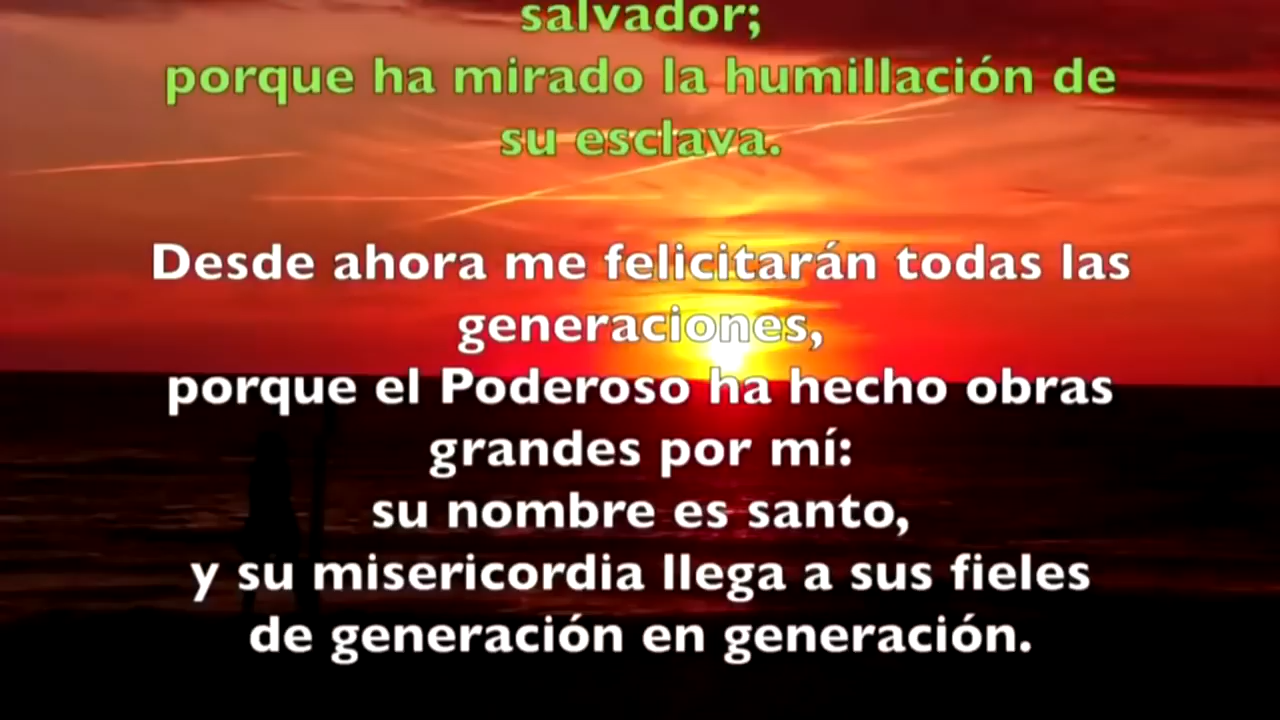 salvador;
porque ha mirado la humillación de
su esclava.
Desde ahora me felicitarán todas las
generaciones,
porque el Poderoso ha hecho obras
grandes por mí:
su nombre es santo,
y su misericordia llega a sus fieles
de generación en generación.